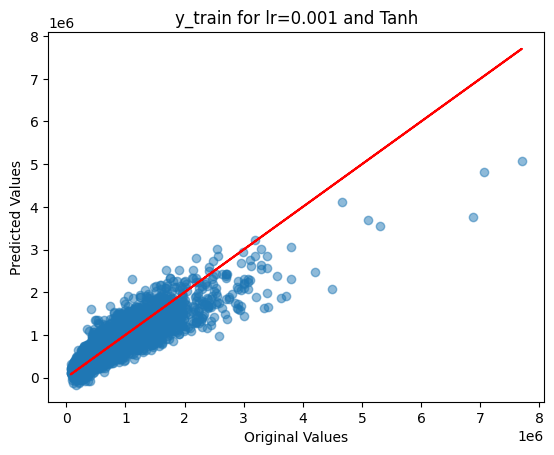 y_train for lr=0.001 and Tanh
1e6
8
7
6
5
4
3
2
1
0
Predicted Values
0 1 2 3 4 5 6 7 8
1e6
Original Values